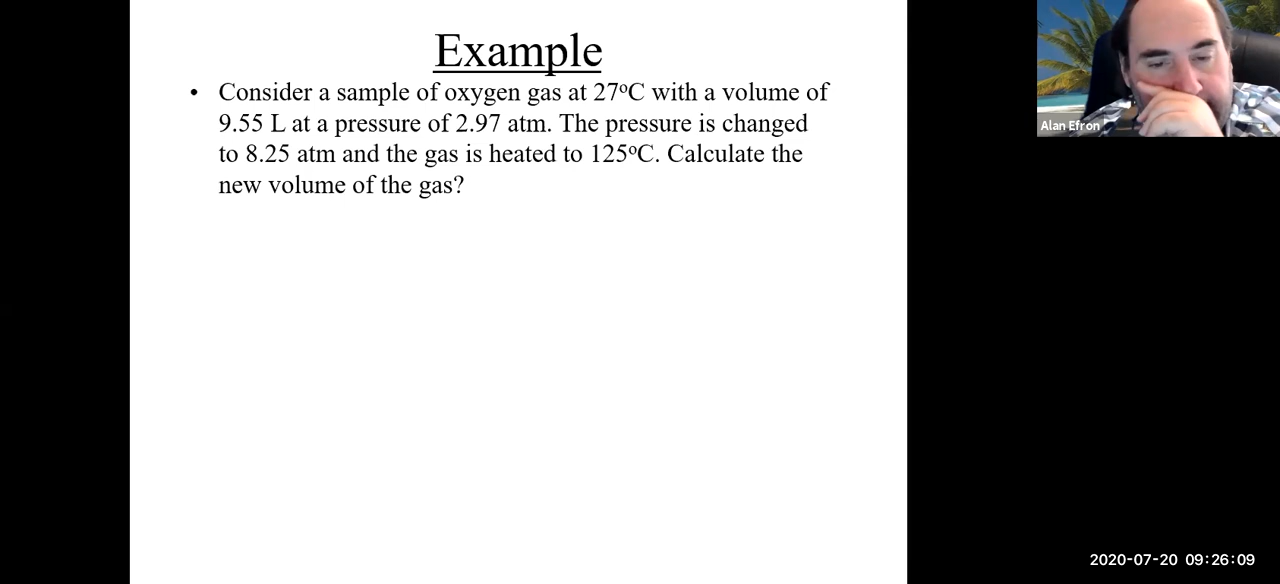 Example
• Consider a sample of oxygen gas at 27ºC with a volume of
9.55 L at a pressure of 2.97 atm. The pressure is changed
to 8.25 atm and the gas is heated to 125ºC. Calculate the
new volume of the gas?
Alan Efron
2020-07-20 09:26:09